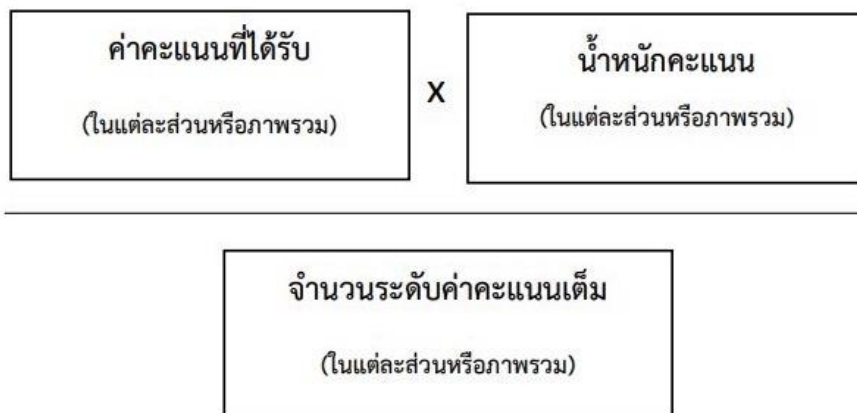 ค่าคะแนนที่ได้รับ
(ในแต่ละส่วนหรือภาพรวม)
X
น้ำหนักคะแนน
(ในแต่ละส่วนหรือภาพรวม)
จำนวนระดับค่าคะแนนเต็ม
(ในแต่ละส่วนหรือภาพรวม)